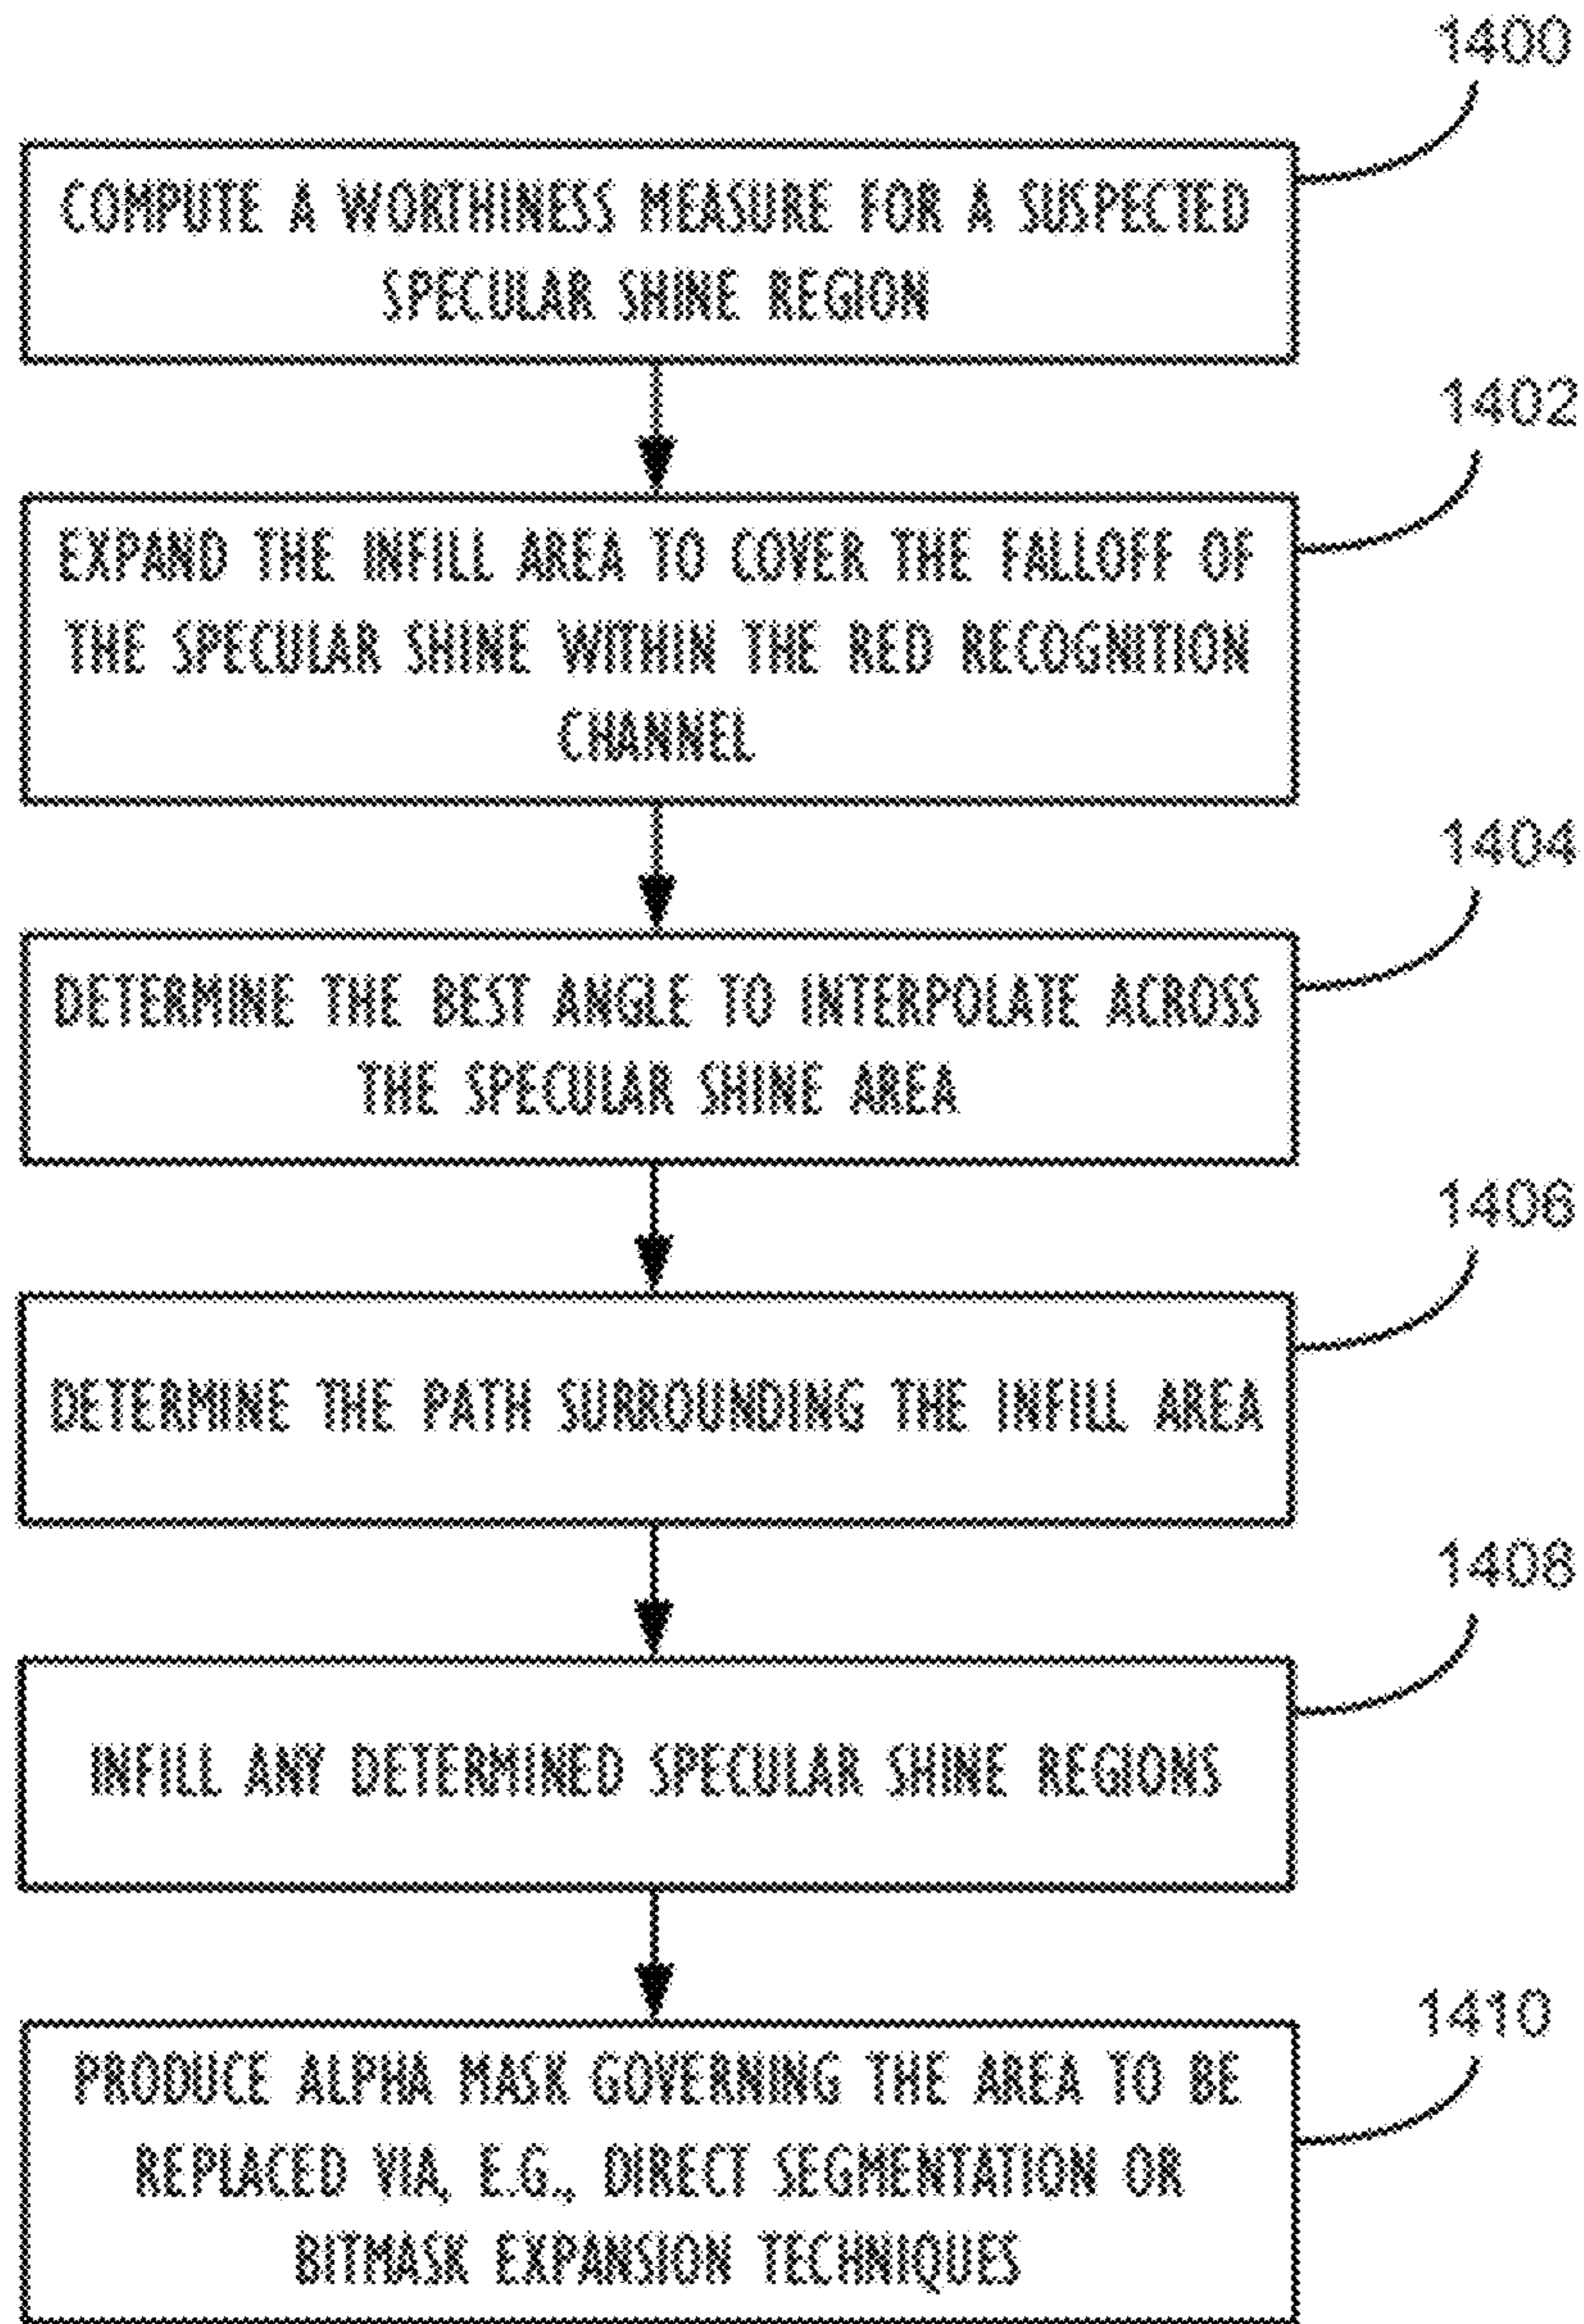 1400
COMPUTE A WORTHINESS MEASURE FOR A SUSPECTED
SPECULAR SHINE REGION
1402
EXPAND THE INFILL AREA TO COVER THE FALLOFF OF
THE SPECULAR SHINE WITHIN THE RED RECOGNITION
CHANNEL
1404
DETERMINE THE BEST ANGLE TO INTERPOLATE ACROSS
THE SPECULAR SHINE AREA
1406
DETERMINE THE PATH SURROUNDING THE INFILL AREA
1408
INFILL ANY DETERMINED SPECULAR SHINE REGIONS
1410
PRODUCE ALPHA MASK GOVERNING THE AREA TO BE
REPLACED VIA, E.G., DIRECT SEGMENTATION OR
BITMASK EXPANSION TECHNIQUES